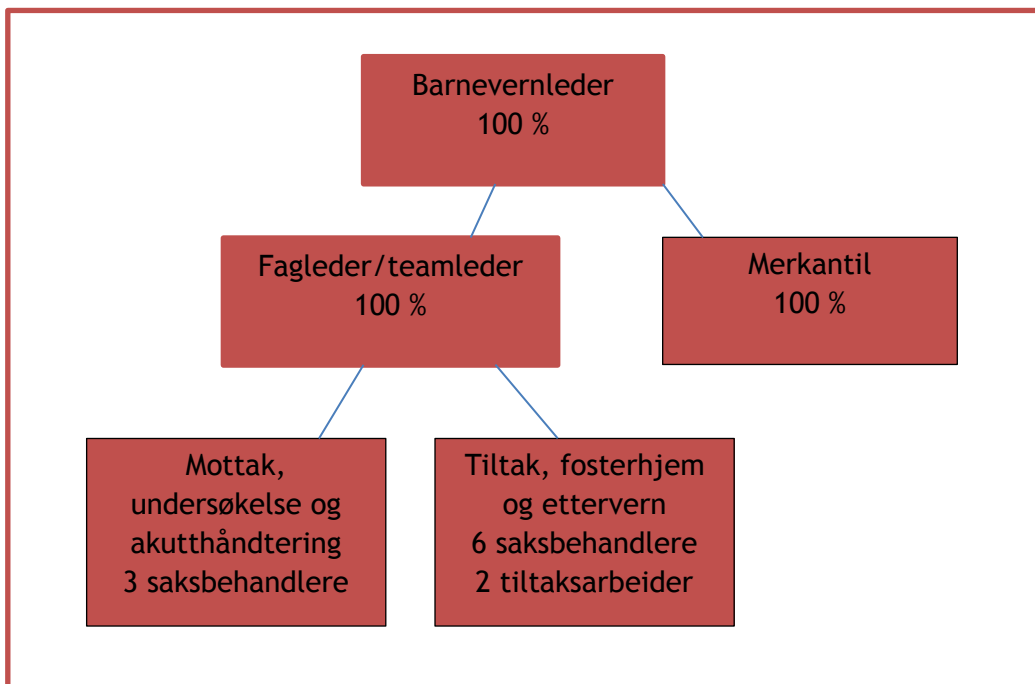 Barnevernleder
100 %
Fagleder/teamleder
100 %
Merkantil
100 %
Mottak,
undersøkelse og
akutthåndtering
3 saksbehandlere
Tiltak, fosterhjem
og ettervern
6 saksbehandlere
2 tiltaksarbeider